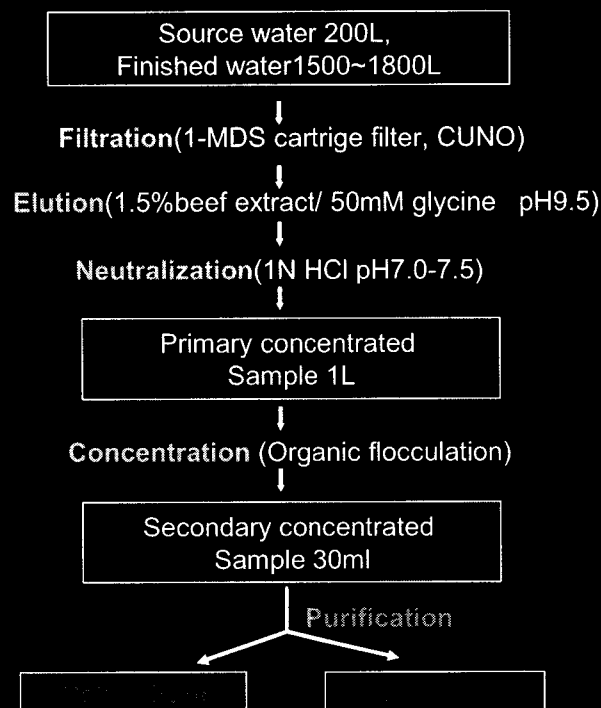 Source water 200L,
Finished water1500~1800L
Filtration(1-MDS cartrige filter, CUNO)
Elution(1.5%beef extract/ 50mM glycine pH9.5)
Neutralization(1N HCl pH7.0-7.5)
Primary concentrated
Sample 1L
Concentration (Organic flocculation)
Secondary concentrated
Sample 30ml
Purification